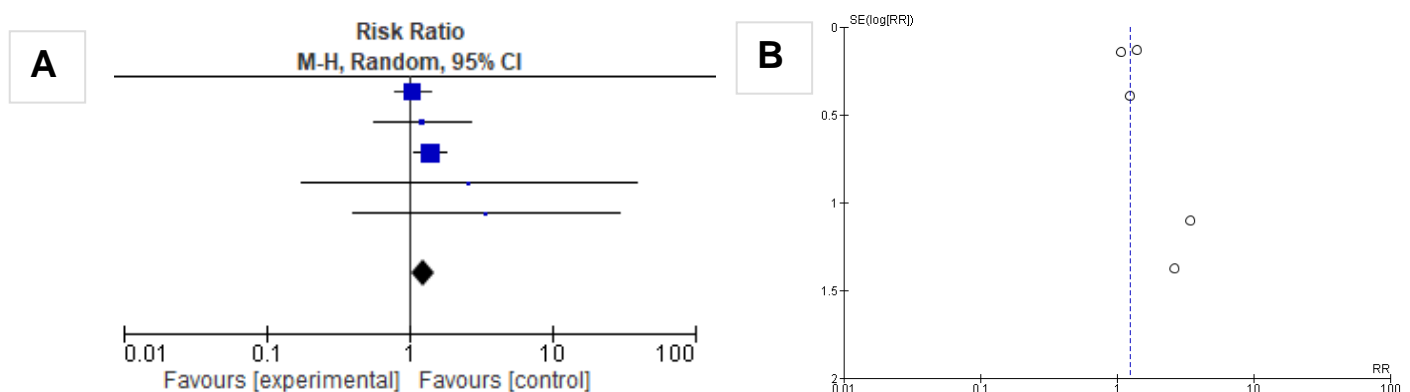 A
Risk Ratio
M-H, Random, 95% CI
0.01 0.1 1 10 100
Favours [experimental] Favours [control]
B
SE(log[RR])
0
0.5
1
1.5
2
0.01 0.1 1 10 100
RR